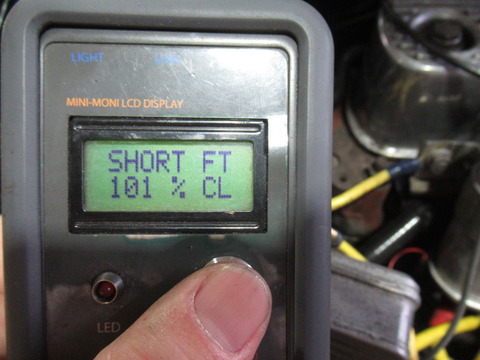 LIGHT
MINI-MONI LCD DISPLAY
SHORT FT
101 % CL
LED